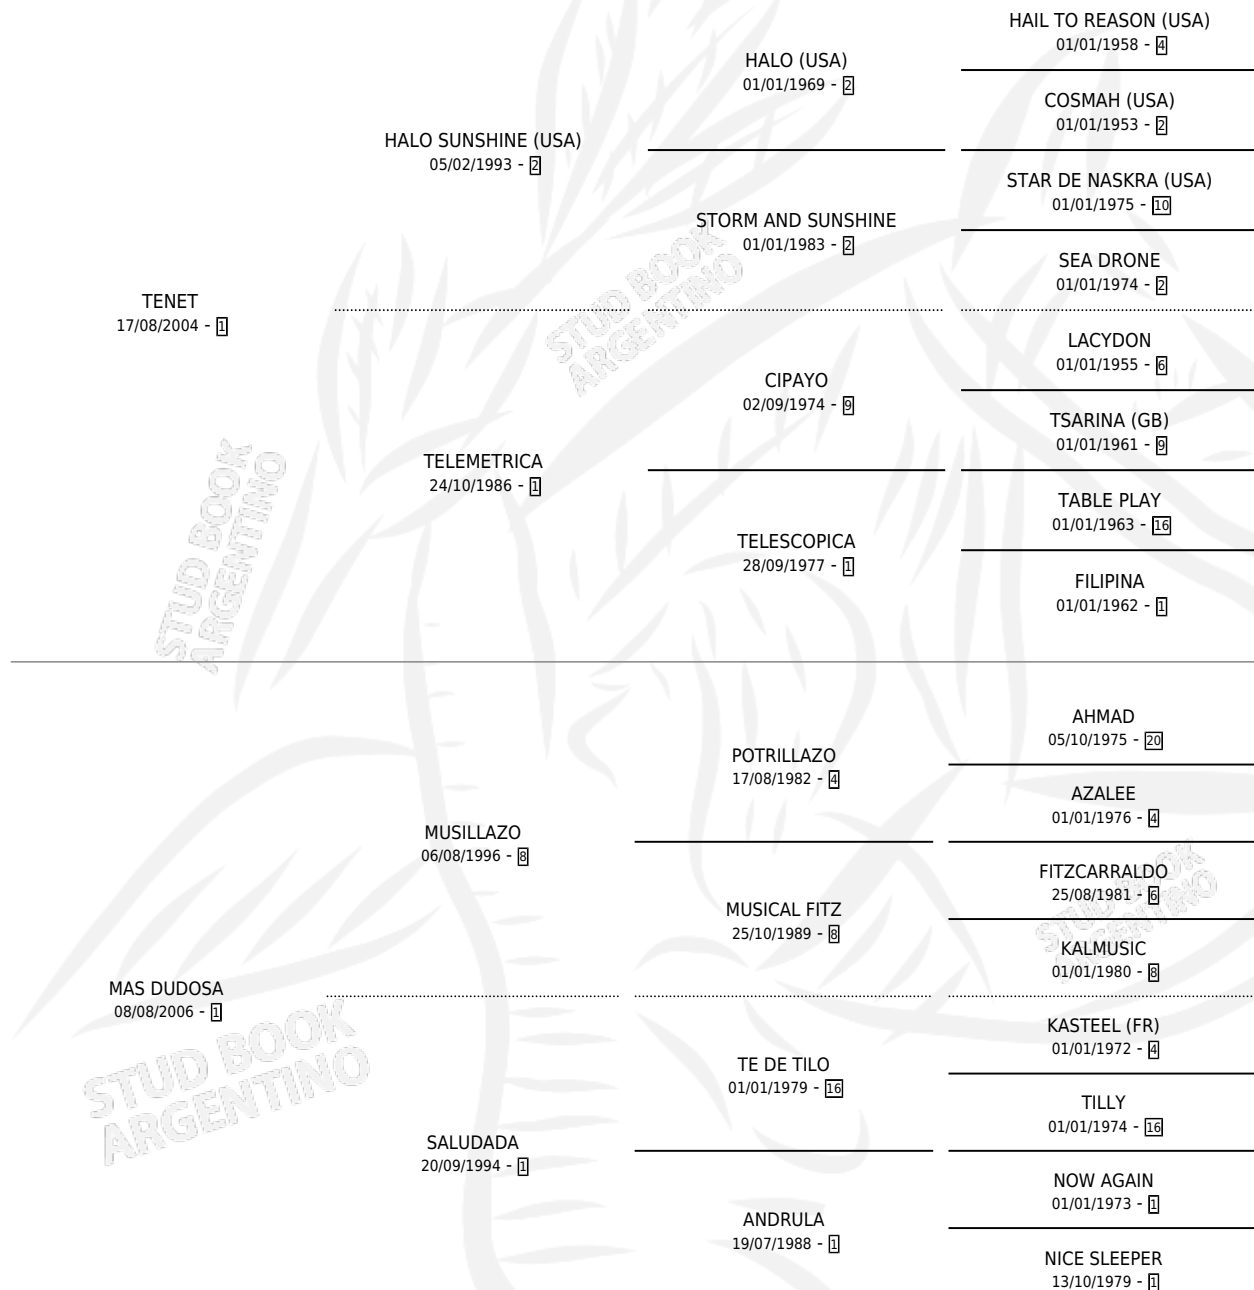 HAIL TO REASON (USA)
01/01/1958 - 4
HALO (USA)
01/01/1969 - 2
COSMAH (USA)
01/01/1953 - 2
HALO SUNSHINE (USA)
05/02/1993 - 2
STAR DE NASKRA (USA)
01/01/1975 - 10
STORM AND SUNSHINE
01/01/1983 - 2
SEA DRONE
01/01/1974 - 2
TENET
17/08/2004 - 1
STUD BOOK
ARGENTINO
LACYDON
01/01/1955 - 6
CIPAYO
02/09/1974 - 9
TSARINA (GB)
01/01/1961 - 9
TELEMETRICA
24/10/1986 - 1
TABLE PLAY
01/01/1963 - 16
TELESCOPICA
28/09/1977 - 1
FILIPINA
01/01/1962 - 1
STUD BOOK
ARGENTINO
AHMAD
05/10/1975 - 20
POTRILLAZO
17/08/1982 - 4
AZALEE
01/01/1976 - 4
MUSILLAZO
06/08/1996 - 8
FITZCARRALDO
25/08/1981 - 6
STUD BOOK
ARGENTINO
MUSICAL FITZ
25/10/1989 - 8
KALMUSIC
01/01/1980 - 8
MAS DUDOSA
08/08/2006 - 1
STUD BOOK
ARGENTINO
KASTEEL (FR)
01/01/1972 - 4
TE DE TILO
01/01/1979 - 16
TILLY
01/01/1974 - 16
SALUDADA
20/09/1994 - 1
NOW AGAIN
01/01/1973 - 1
ANDRULA
19/07/1988 - 1
NICE SLEEPER
13/10/1979 - 1